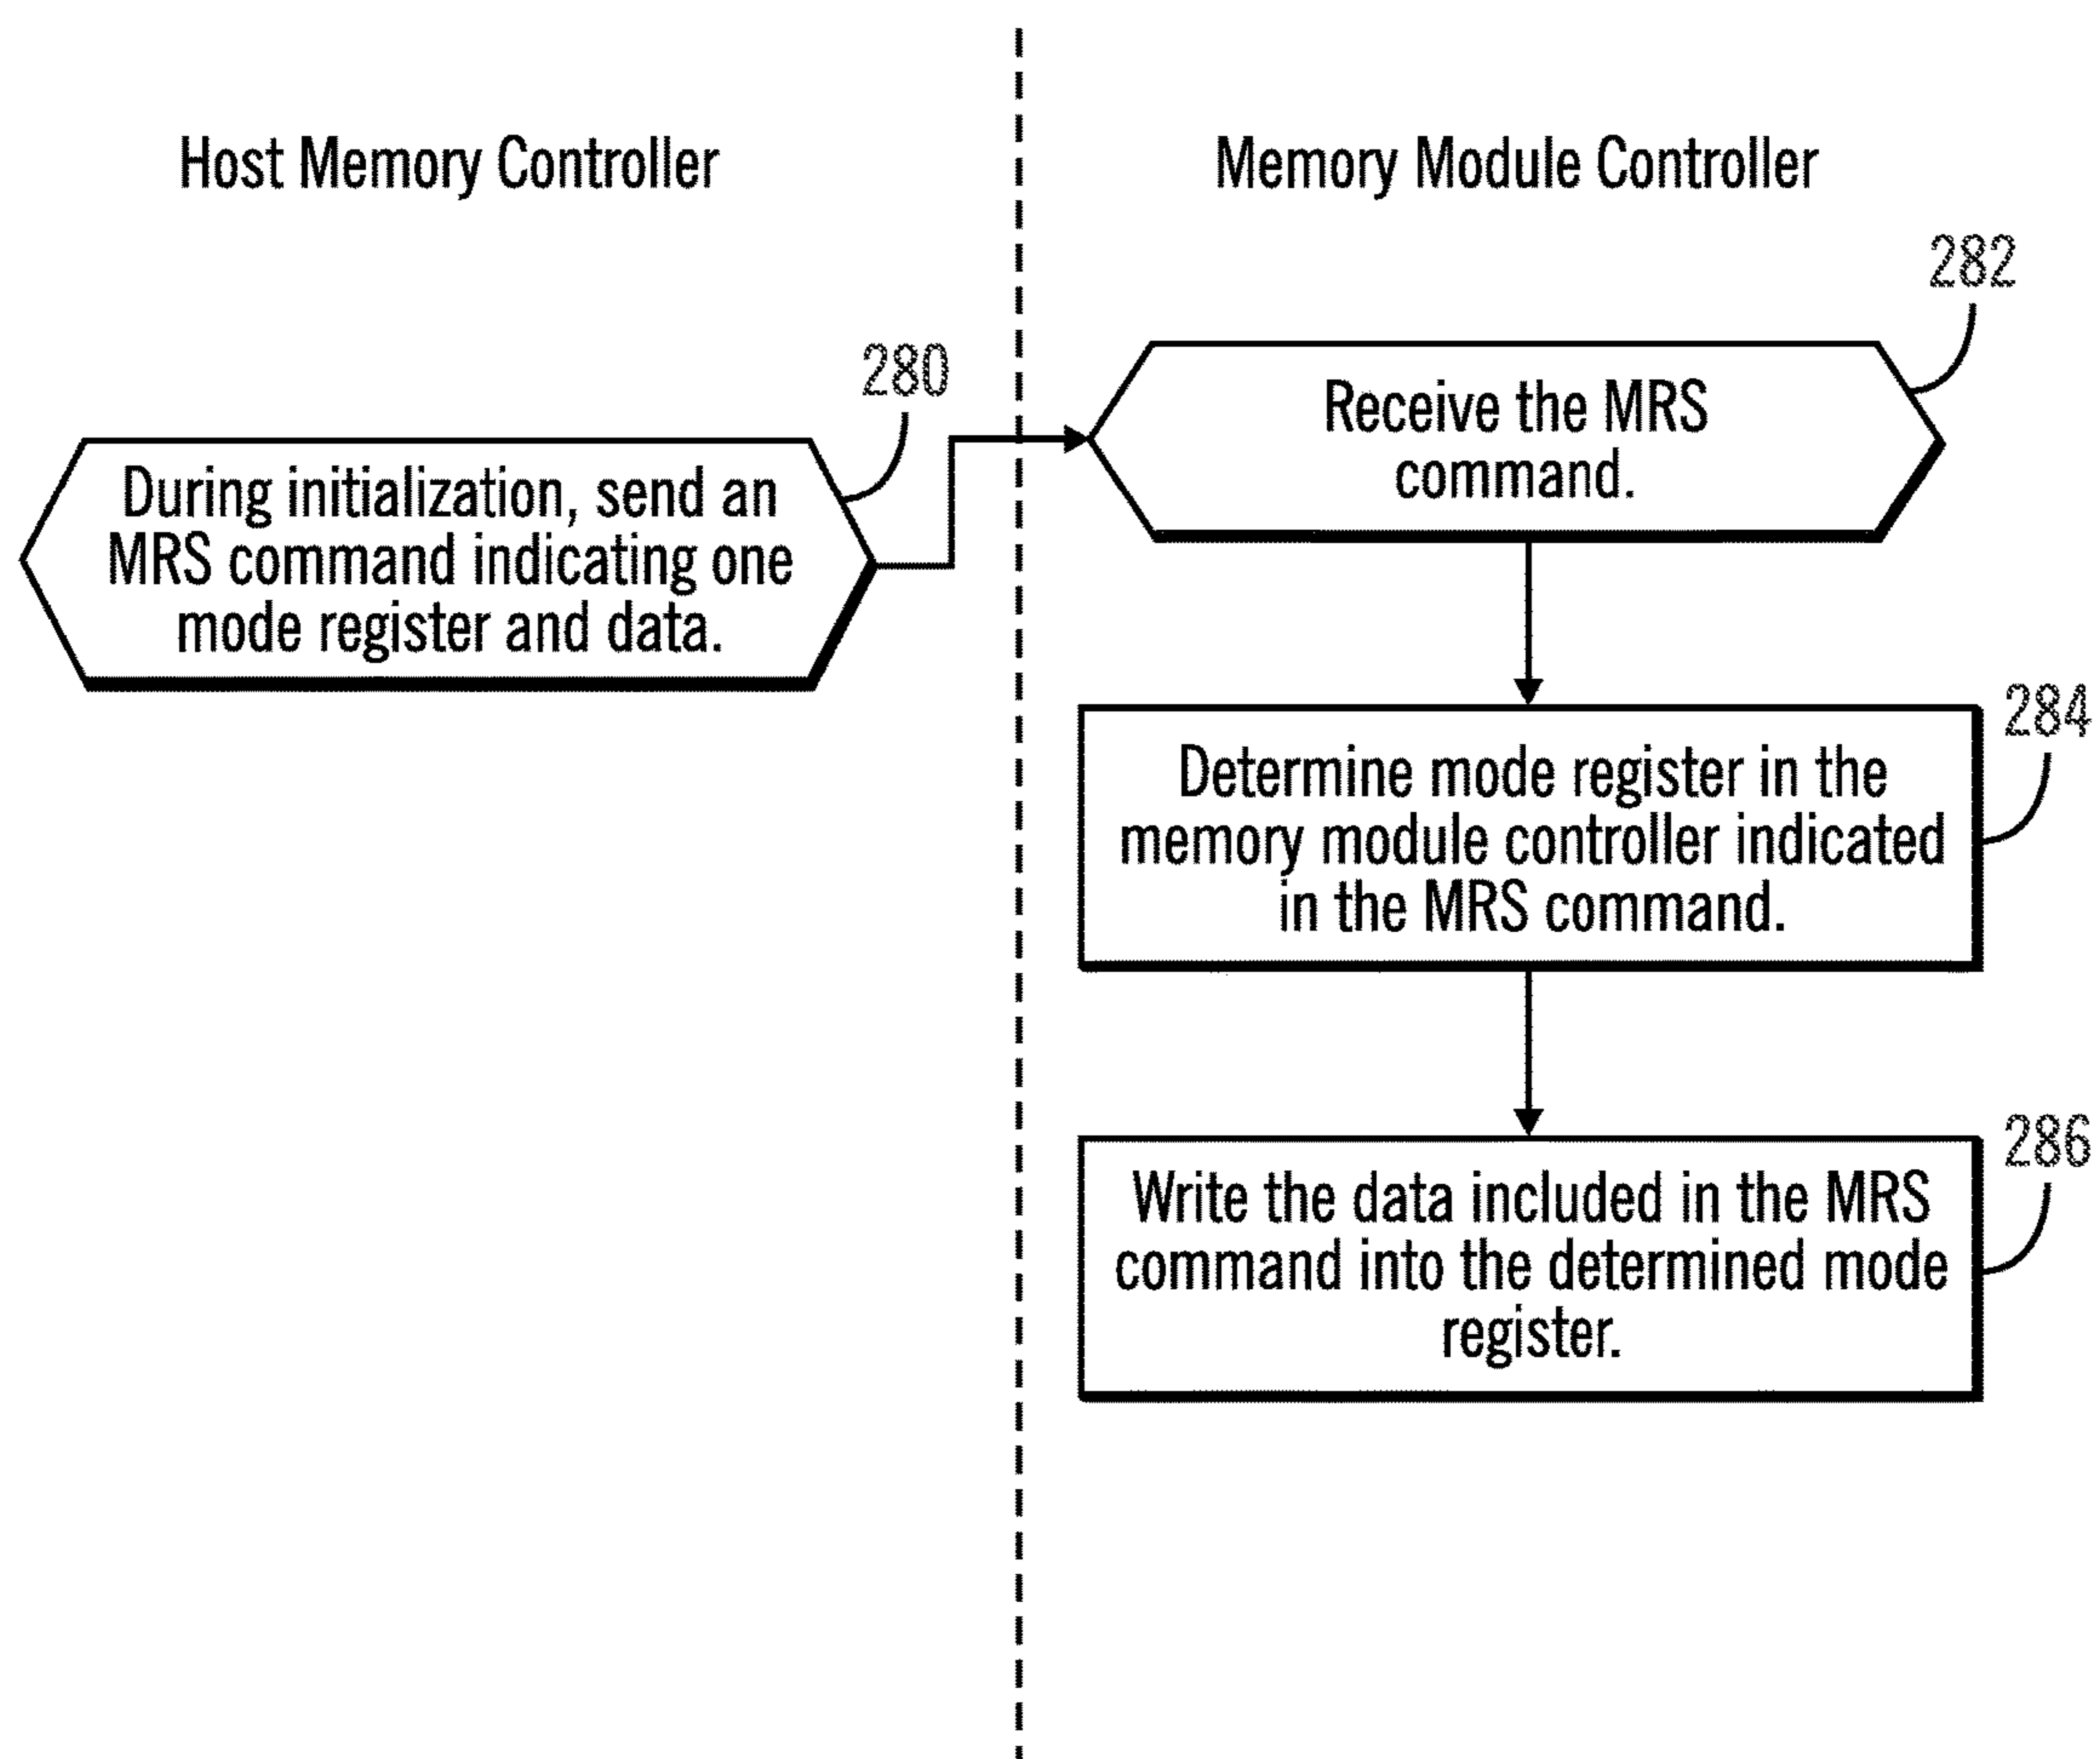 Host Memory Controller
Memory Module Controller
280
During initialization, send an
MRS command indicating one
mode register and data.
282
Receive the MRS
command.
284
Determine mode register in the
memory module controller indicated
in the MRS command.
286
Write the data included in the MRS
command into the determined mode
register.